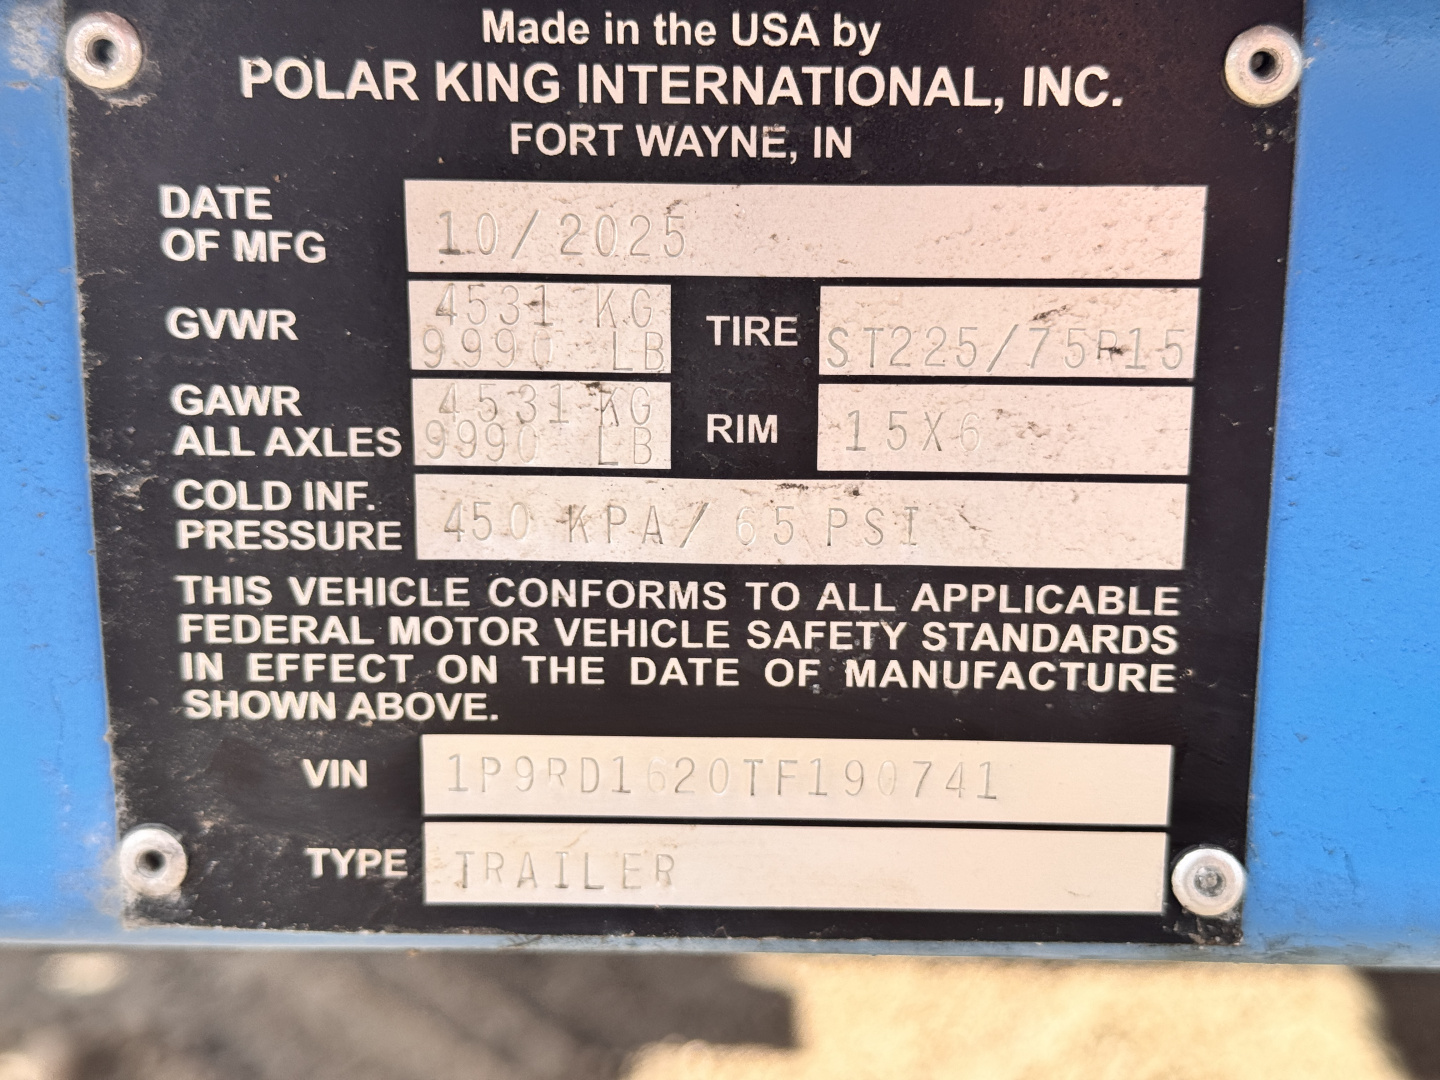 Made in the USA by
POLAR KING INTERNATIONAL, INC.
FORT WAYNE, IN
DATE
OF MFG
10/2025
GVWR
4531 KG
9990 LB
TIRE
ST225/75R15
GAWR
ALL AXLES
4531 KG
9990 LB
RIM
15X6
COLD INF.
PRESSURE
450 KPA/ 65 PSI
THIS VEHICLE CONFORMS TO ALL APPLICABLE
FEDERAL MOTOR VEHICLE SAFETY STANDARDS
IN EFFECT ON THE DATE OF MANUFACTURE
SHOWN ABOVE.
VIN
1P9RD1620TF190741
TYPE
TRAILER